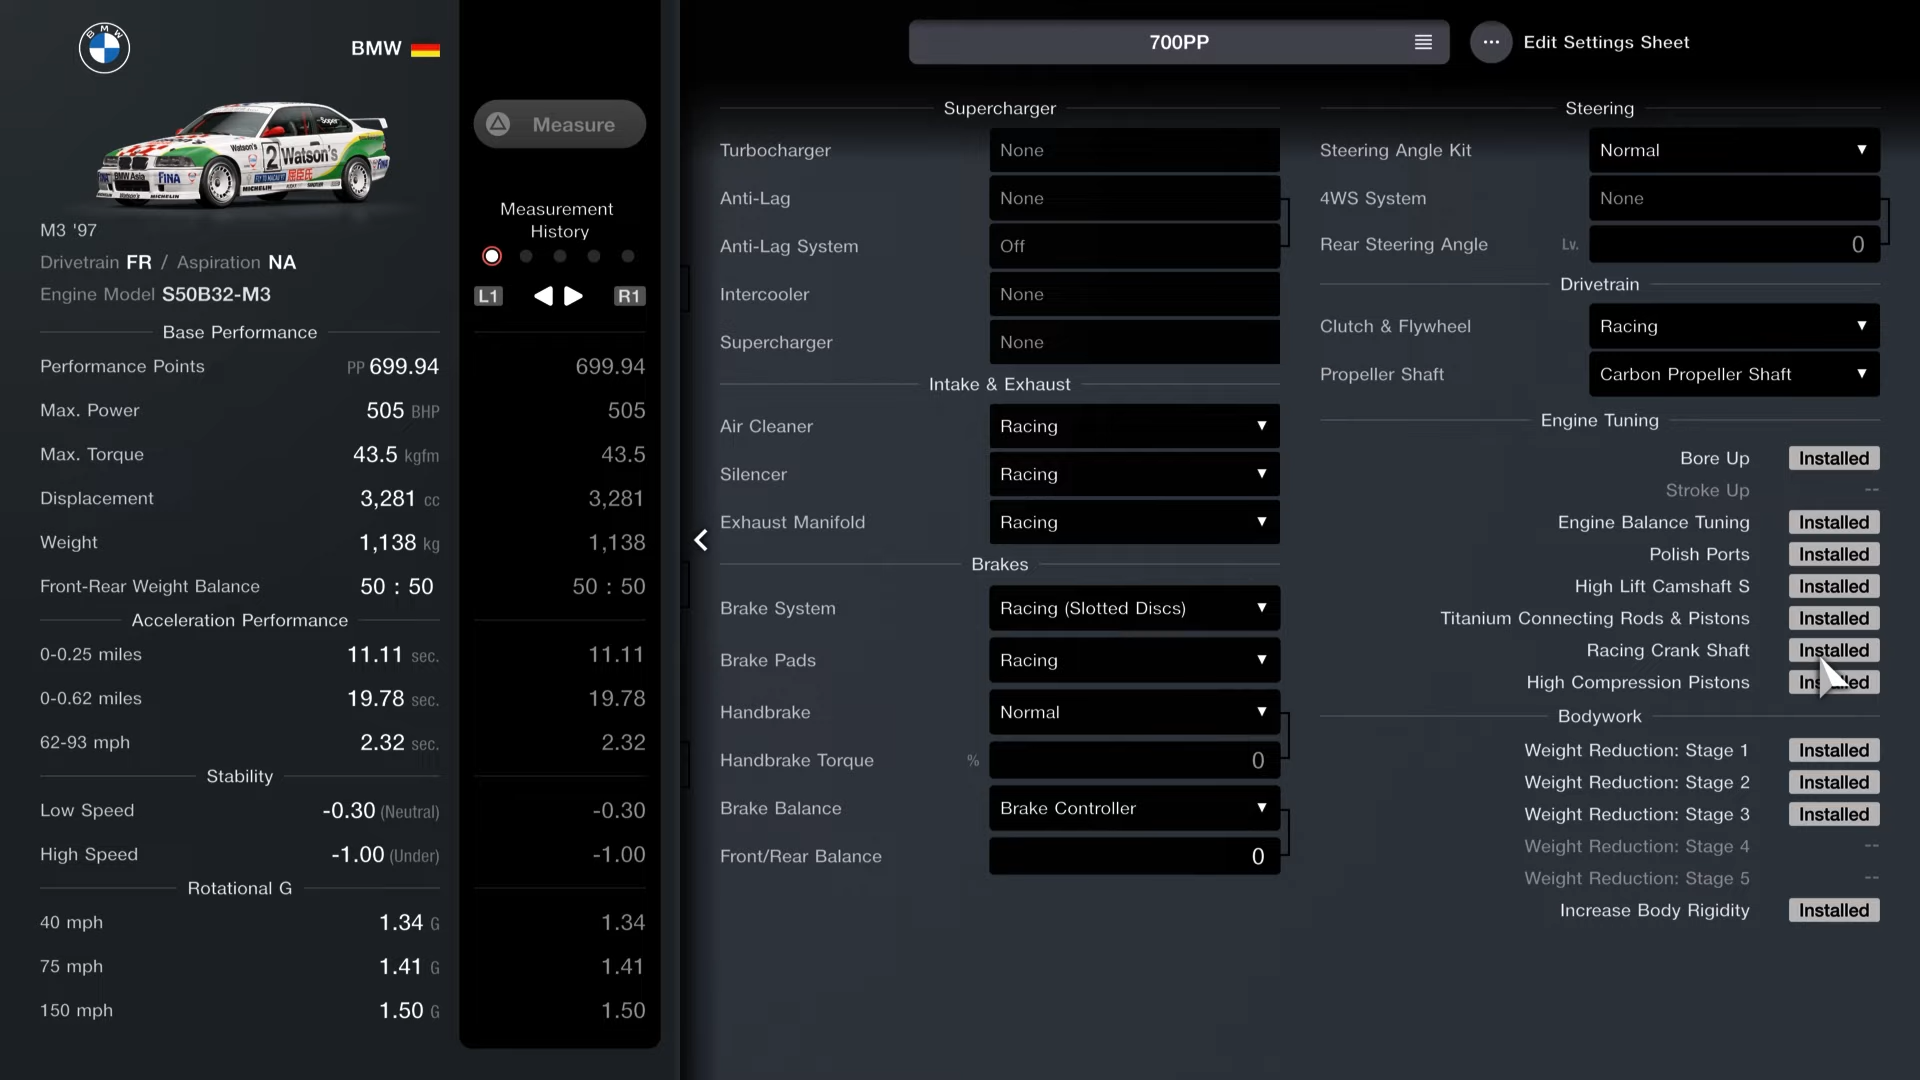 BMW
Watson's
2
Soper
BMW Asia
FINA
MICHELIN
M3 '97
Drivetrain FR / Aspiration NA
Engine Model S50B32-M3
Base Performance
Performance Points PP 699.94
Max. Power 505 BHP
Max. Torque 43.5 kgfm
Displacement 3,281 cc
Weight 1,138 kg
Front-Rear Weight Balance 50 : 50
Acceleration Performance
0-0.25 miles 11.11 sec.
0-0.62 miles 19.78 sec.
62-93 mph 2.32 sec.
Stability
Low Speed -0.30 (Neutral)
High Speed -1.00 (Under)
Rotational G
40 mph 1.34 G
75 mph 1.41 G
150 mph 1.50 G
Measure
Measurement
History
L1 R1
699.94
505
43.5
3,281
1,138
50 : 50
11.11
19.78
2.32
-0.30
-1.00
1.34
1.41
1.50
700PP
Edit Settings Sheet
Supercharger
Turbocharger None
Anti-Lag None
Anti-Lag System Off
Intercooler None
Supercharger None
Intake & Exhaust
Air Cleaner Racing
Silencer Racing
Exhaust Manifold Racing
Brakes
Brake System Racing (Slotted Discs)
Brake Pads Racing
Handbrake Normal
Handbrake Torque % 0
Brake Balance Brake Controller
Front/Rear Balance 0
Steering
Steering Angle Kit Normal
4WS System None
Rear Steering Angle Lv. 0
Drivetrain
Clutch & Flywheel Racing
Propeller Shaft Carbon Propeller Shaft
Engine Tuning
Bore Up Installed
Stroke Up --
Engine Balance Tuning Installed
Polish Ports Installed
High Lift Camshaft S Installed
Titanium Connecting Rods & Pistons Installed
Racing Crank Shaft Installed
High Compression Pistons Installed
Bodywork
Weight Reduction: Stage 1 Installed
Weight Reduction: Stage 2 Installed
Weight Reduction: Stage 3 Installed
Weight Reduction: Stage 4 --
Weight Reduction: Stage 5 --
Increase Body Rigidity Installed